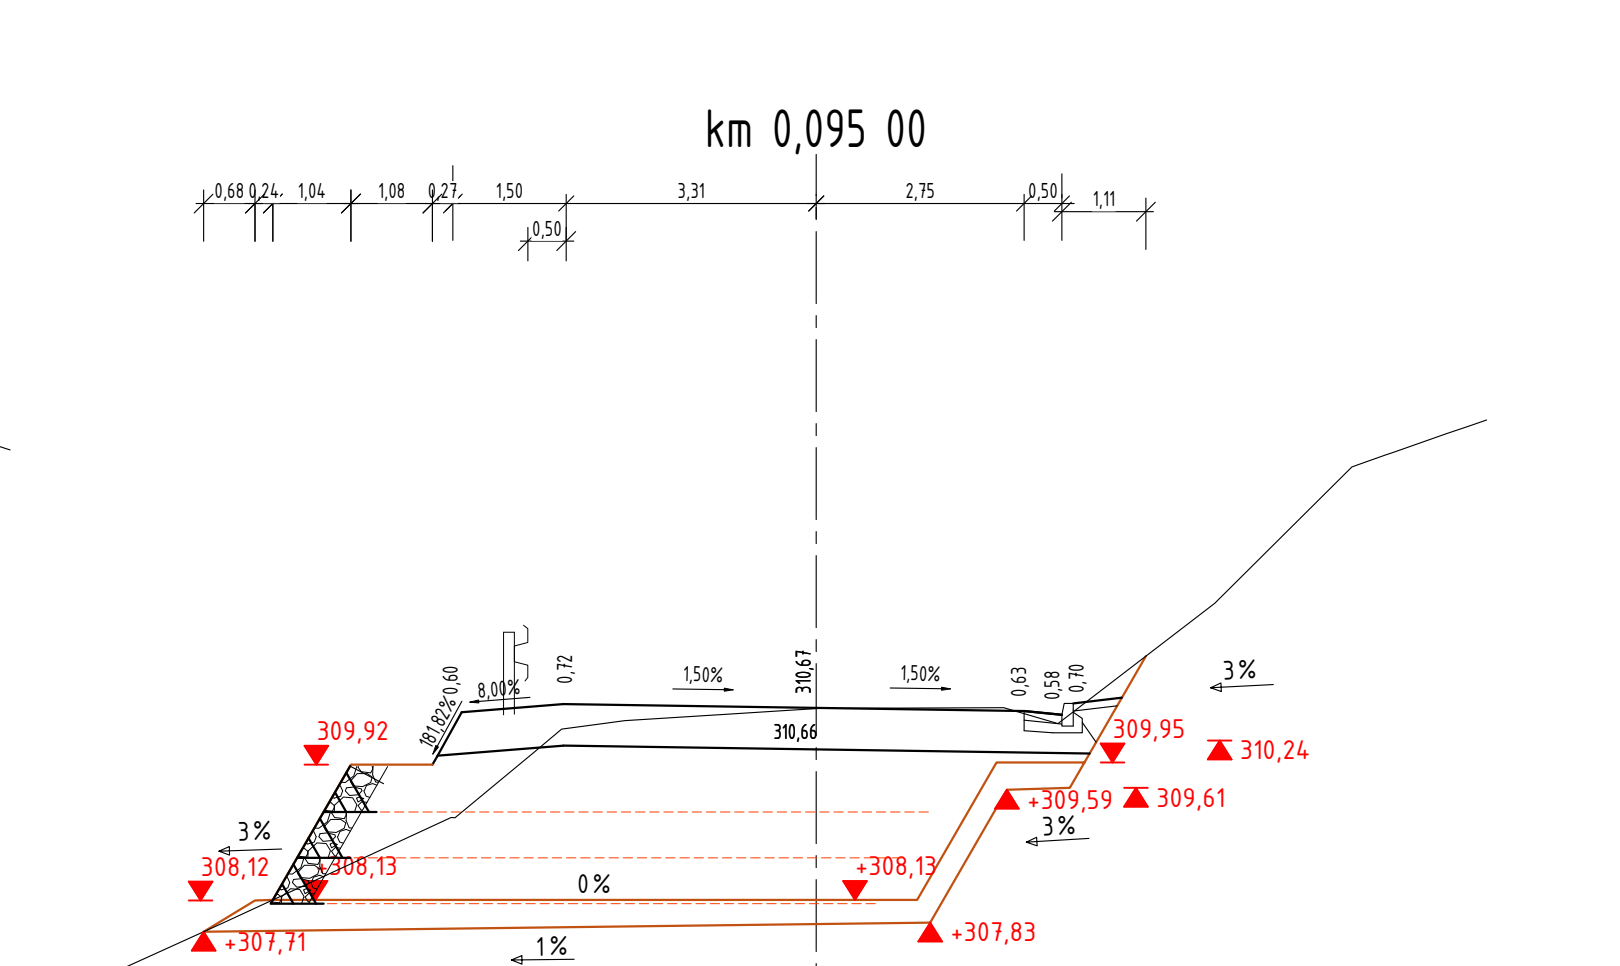 km 0,095 00
0,68 0,24 1,04 1,08 0,27 1,50 3,31 2,75 0,50 1,11
0,50
310,67
0,60 0,72 1,50% 1,50% 0,63 0,58 0,70 3%
8,00%
181,82%
309,92 310,66 309,95 310,24
+309,59 309,61
3% 3%
308,12 +308,13 +308,13
0%
+307,71 +307,83
1%